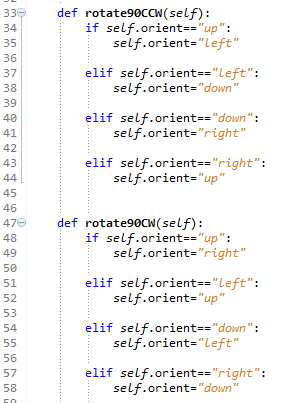 33 def rotate90CCW(self):
34 if self.orient=="up":
35 self.orient="left"
36
37 elif self.orient=="left":
38 self.orient="down"
39
40 elif self.orient=="down":
41 self.orient="right"
42
43 elif self.orient=="right":
44 self.orient="up"
45
46
47 def rotate90CW(self):
48 if self.orient=="up":
49 self.orient="right"
50
51 elif self.orient=="left":
52 self.orient="up"
53
54 elif self.orient=="down":
55 self.orient="left"
56
57 elif self.orient=="right":
58 self.orient="down"